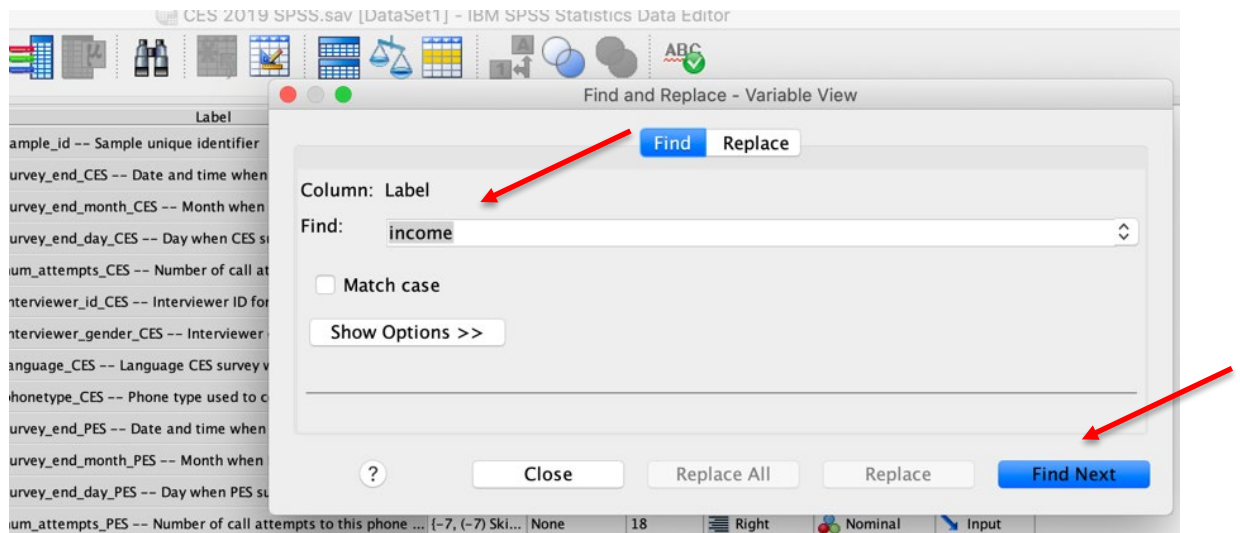 CES 2019 SPSS.sav [DataSet1] - IBM SPSS Statistics Data Editor
A
1
ABC
μ
Find and Replace - Variable View
Label
Find Replace
ample_id -- Sample unique identifier
urvey_end_CES -- Date and time when
Column: Label
urvey_end_month_CES -- Month when
Find: income
urvey_end_day_CES -- Day when CES su
um_attempts_CES -- Number of call at
Match case
nterviewer_id_CES -- Interviewer ID for
Show Options >>
nterviewer_gender_CES -- Interviewer
anguage_CES -- Language CES survey w
honetype_CES -- Phone type used to c
urvey_end_PES -- Date and time when
urvey_end_month_PES -- Month when
? Close Replace All Replace Find Next
urvey_end_day_PES -- Day when PES su
um_attempts_PES -- Number of call attempts to this phone ... {-7, (-7) Ski... None 18 Right Nominal Input